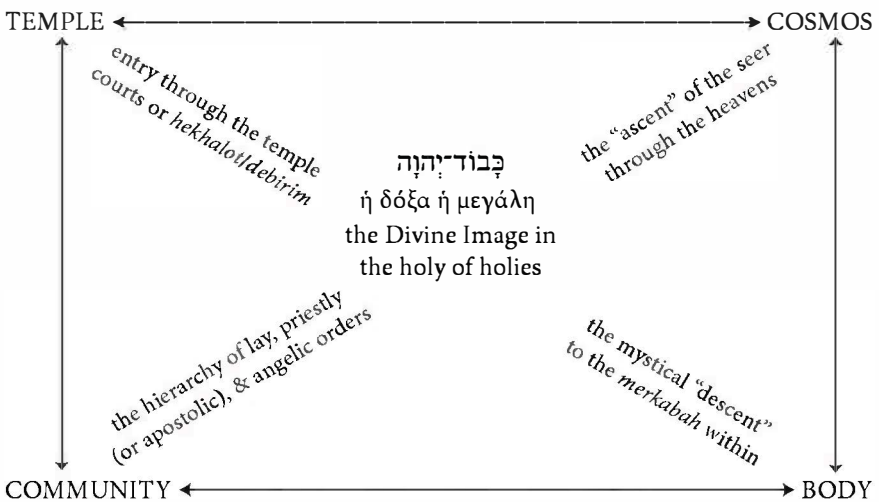 TEMPLE
COSMOS
entry through the temple
courts or hekhalot/debirim
the “ascent” of the seer
through the heavens
כָּבוֹד־יְהוָה
ἡ δόξα ἡ μεγάλη
the Divine Image in
the holy of holies
the hierarchy of lay, priestly
(or apostolic), & angelic orders
the mystical “descent”
to the merkabah within
COMMUNITY
BODY